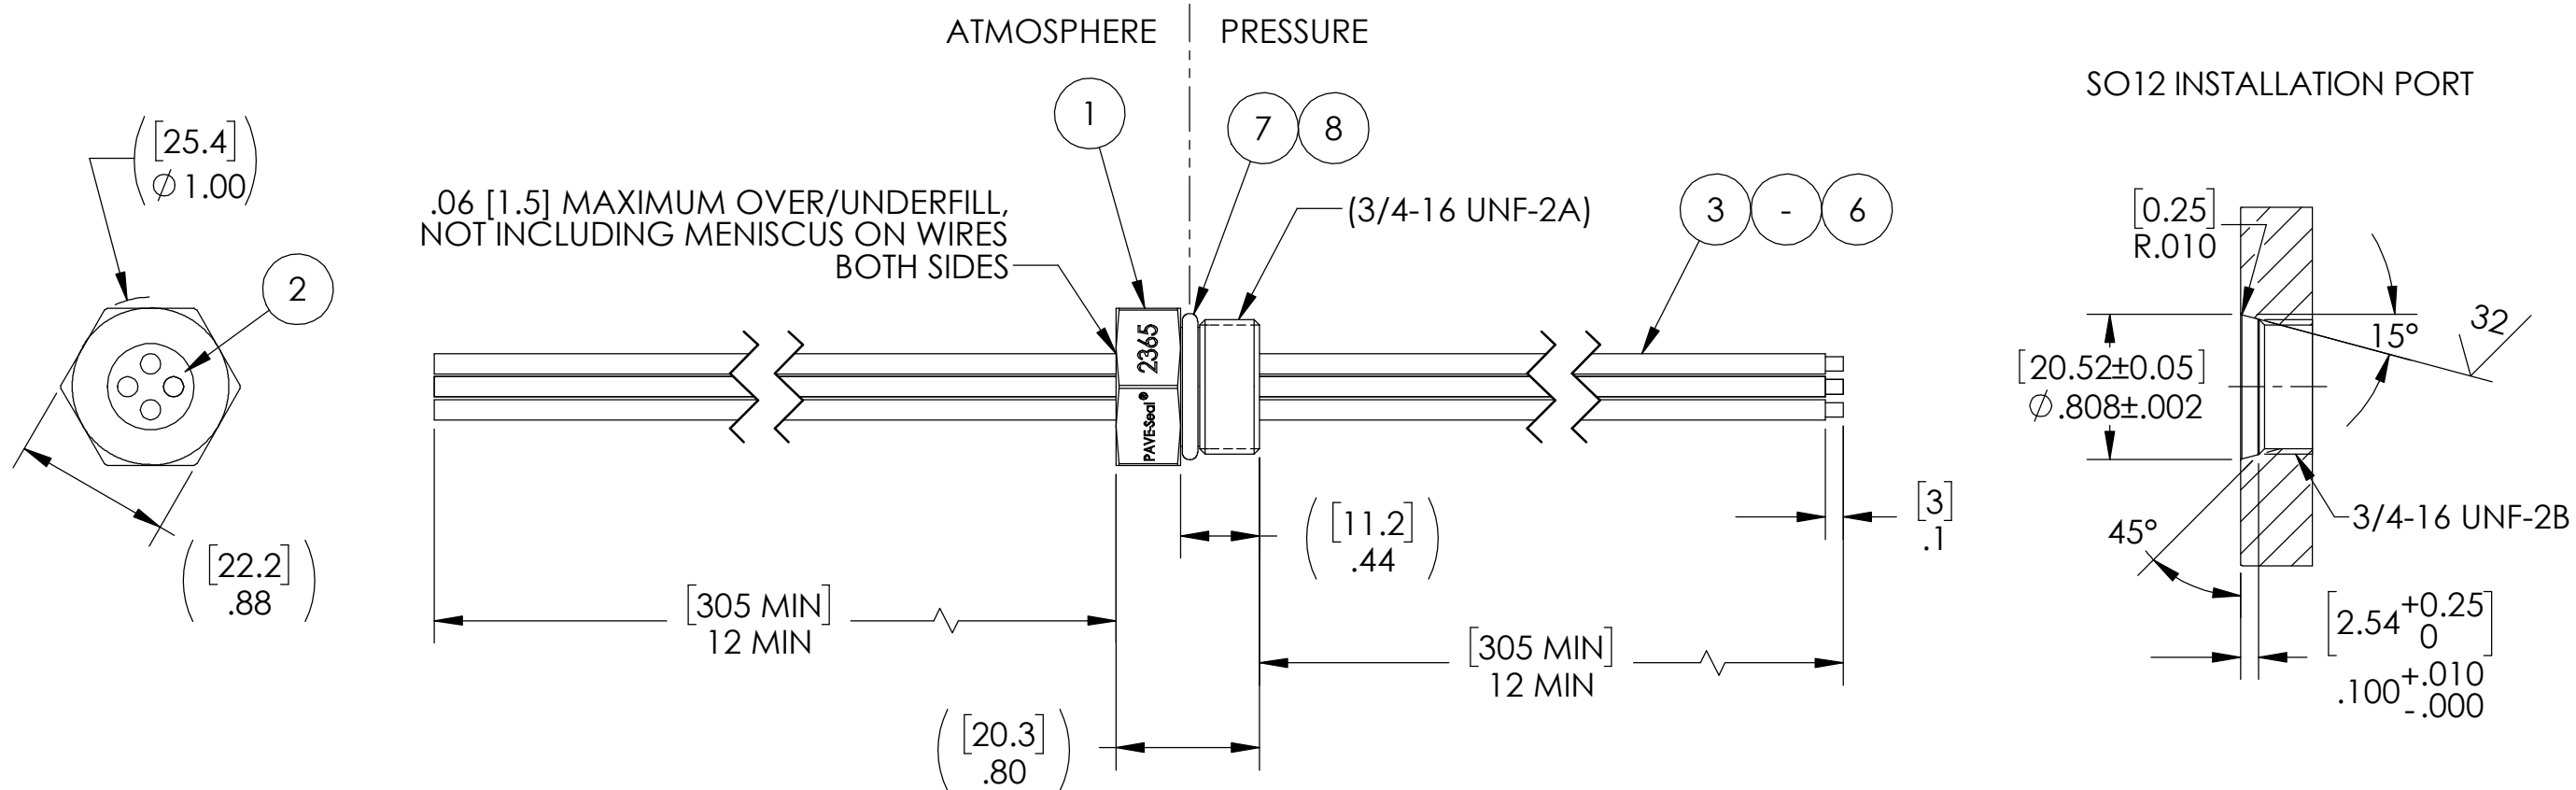 ATMOSPHERE
PRESSURE
SO12 INSTALLATION PORT
1
7
8
([25.4]
⌀ 1.00)
.06 [1.5] MAXIMUM OVER/UNDERFILL,
NOT INCLUDING MENISCUS ON WIRES
BOTH SIDES
(3/4-16 UNF-2A)
3
-
6
[0.25]
R.010
2
2365
PAVE-Seal®
15°
32
[20.52±0.05]
⌀ .808±.002
([22.2]
.88)
([11.2]
.44)
[3]
.1
3/4-16 UNF-2B
45°
[305 MIN]
12 MIN
[305 MIN]
12 MIN
[2.54 +0.25
0]
.100 +.010
-.000
([20.3]
.80)